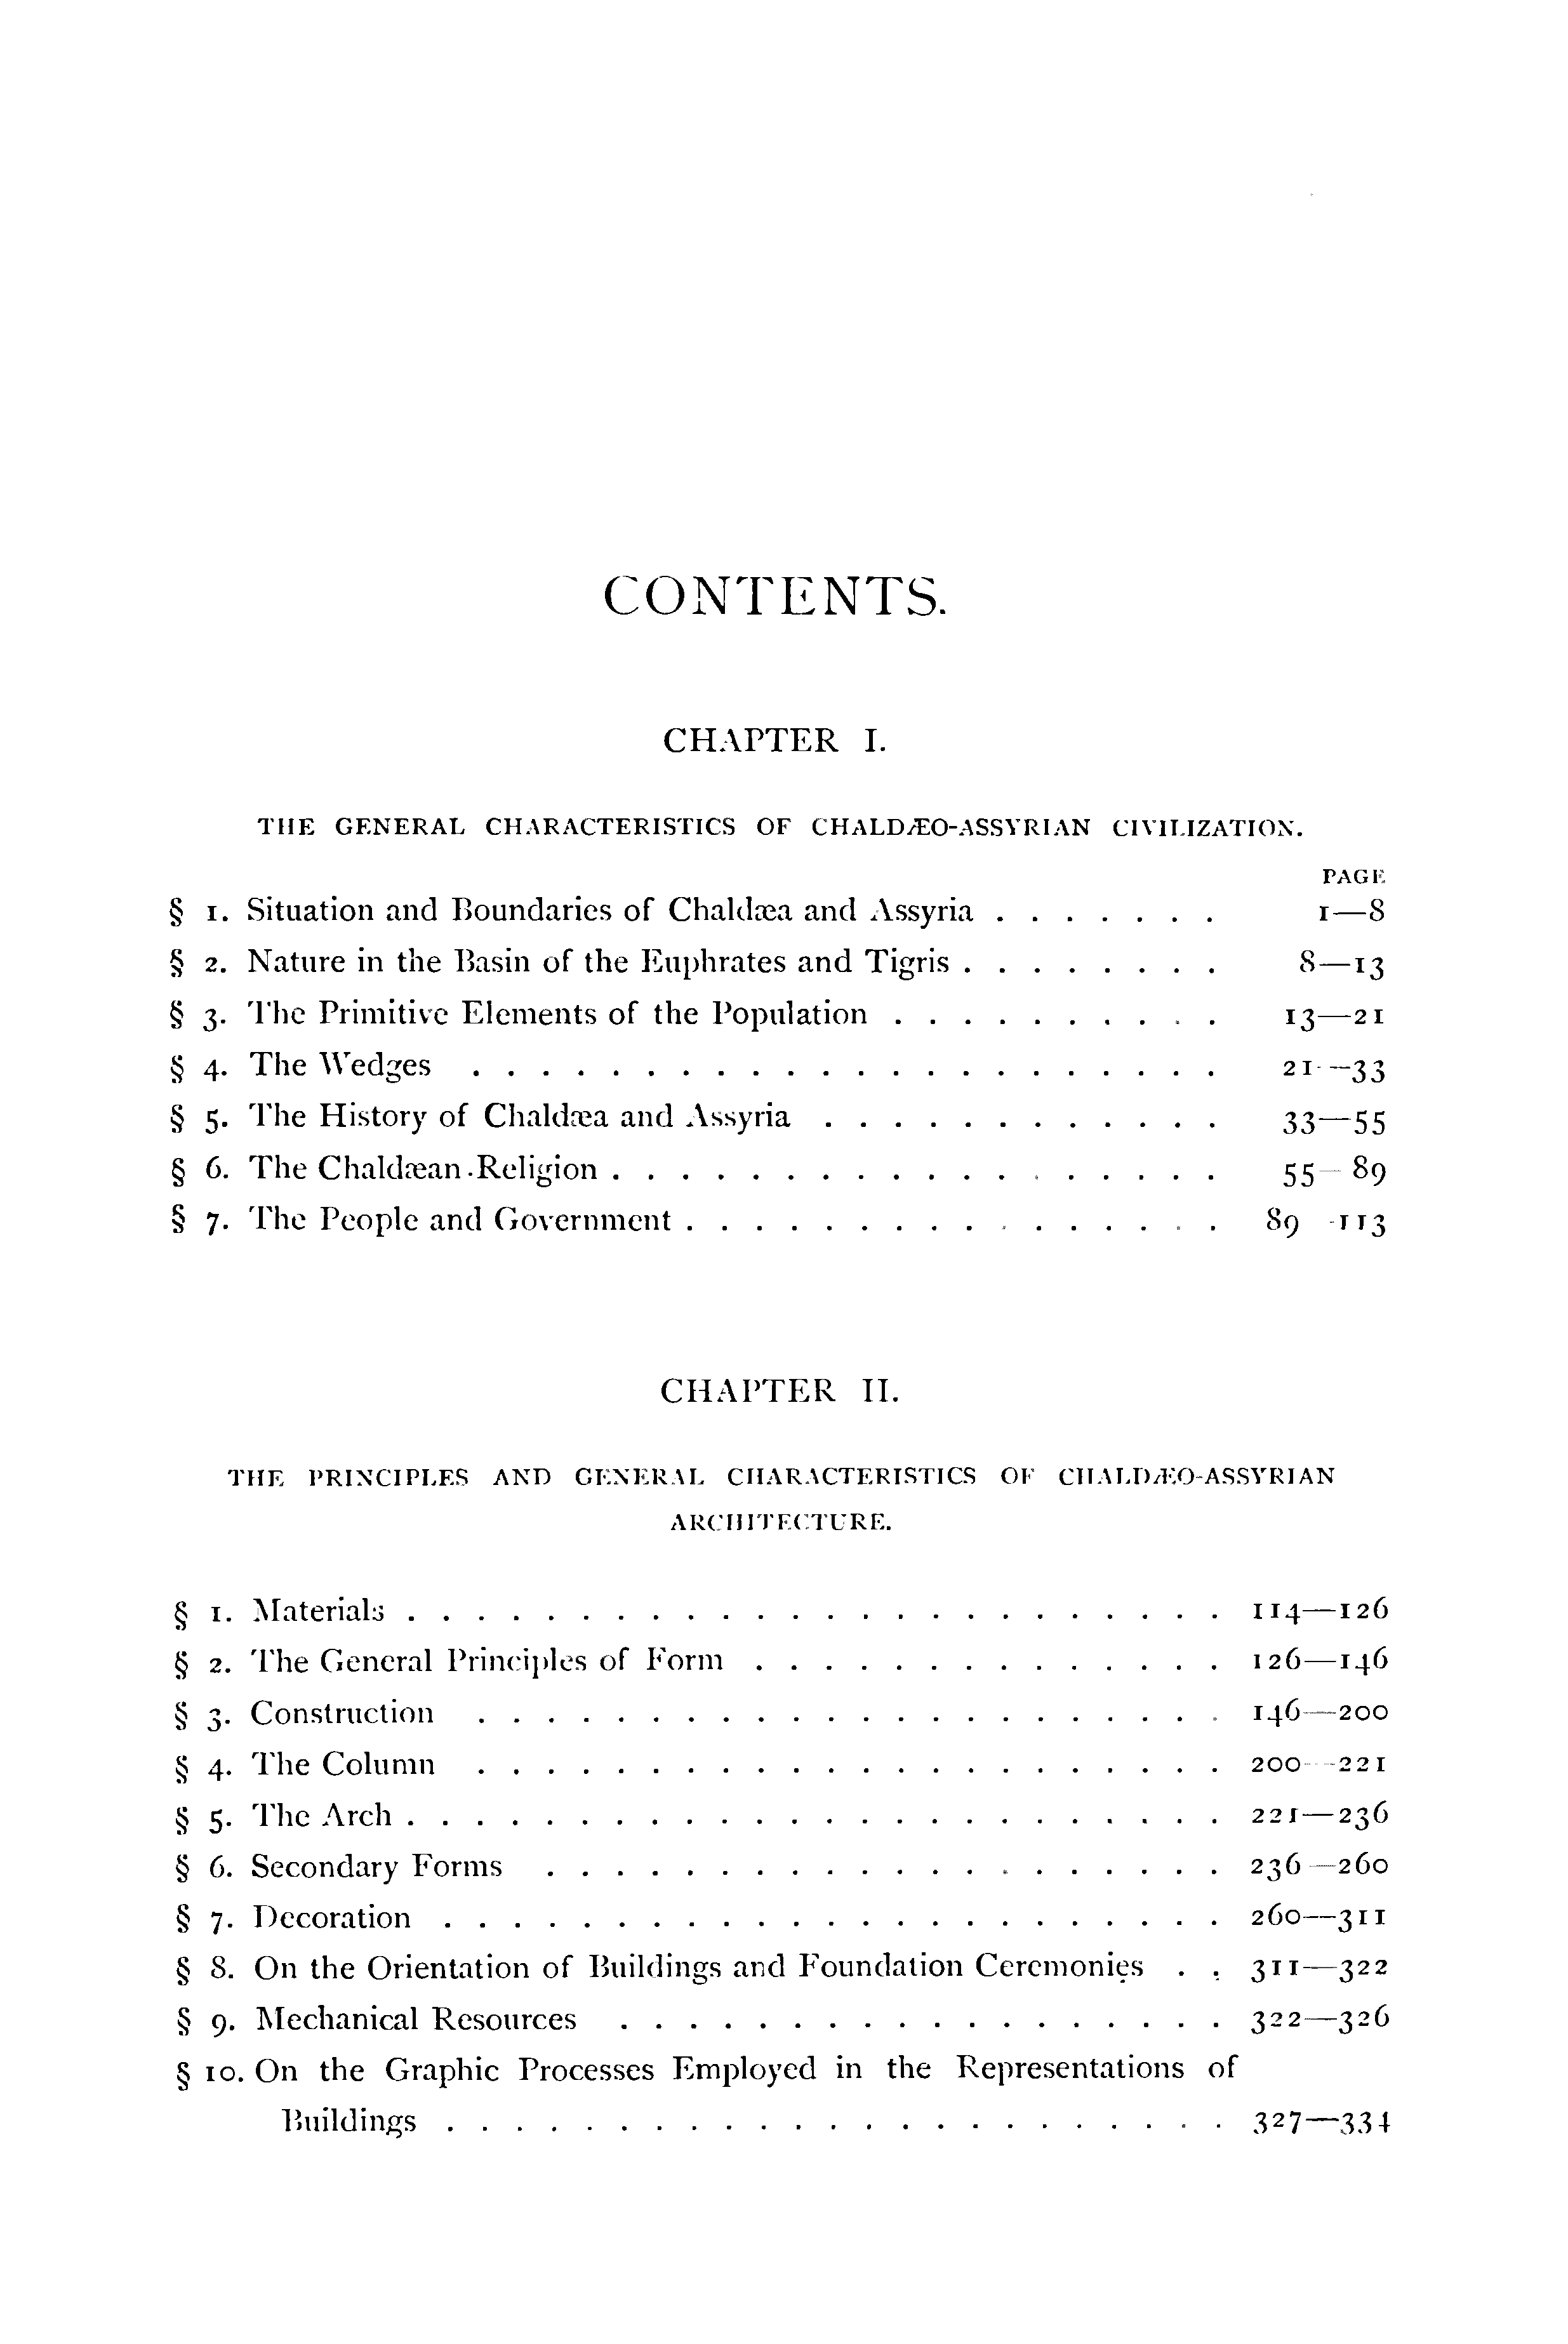 CONTENTS.
CHAPTER I.
THE GENERAL CHARACTERISTICS OF CHALDÆO-ASSYRIAN CIVILIZATION.
PAGE
§ 1. Situation and Boundaries of Chaldæa and Assyria . . . . . . . 1—8
§ 2. Nature in the Basin of the Euphrates and Tigris . . . . . . . . 8—13
§ 3. The Primitive Elements of the Population . . . . . . . . . . 13—21
§ 4. The Wedges . . . . . . . . . . . . . . . . . . . . . . 21—33
§ 5. The History of Chaldæa and Assyria . . . . . . . . . . . . 33—55
§ 6. The Chaldæan Religion . . . . . . . . . . . . . . . . . . 55—89
§ 7. The People and Government . . . . . . . . . . . . . . . . 89—113
CHAPTER II.
THE PRINCIPLES AND GENERAL CHARACTERISTICS OF CHALDÆO-ASSYRIAN
ARCHITECTURE.
§ 1. Materials . . . . . . . . . . . . . . . . . . . . . . . . 114—126
§ 2. The General Principles of Form . . . . . . . . . . . . . . 126—146
§ 3. Construction . . . . . . . . . . . . . . . . . . . . . . 146—200
§ 4. The Column . . . . . . . . . . . . . . . . . . . . . . 200—221
§ 5. The Arch . . . . . . . . . . . . . . . . . . . . . . . . 221—236
§ 6. Secondary Forms . . . . . . . . . . . . . . . . . . . . 236—260
§ 7. Decoration . . . . . . . . . . . . . . . . . . . . . . . 260—311
§ 8. On the Orientation of Buildings and Foundation Ceremonies . . 311—322
§ 9. Mechanical Resources . . . . . . . . . . . . . . . . . . 322—326
§ 10. On the Graphic Processes Employed in the Representations of
Buildings . . . . . . . . . . . . . . . . . . . . . . . 327—334